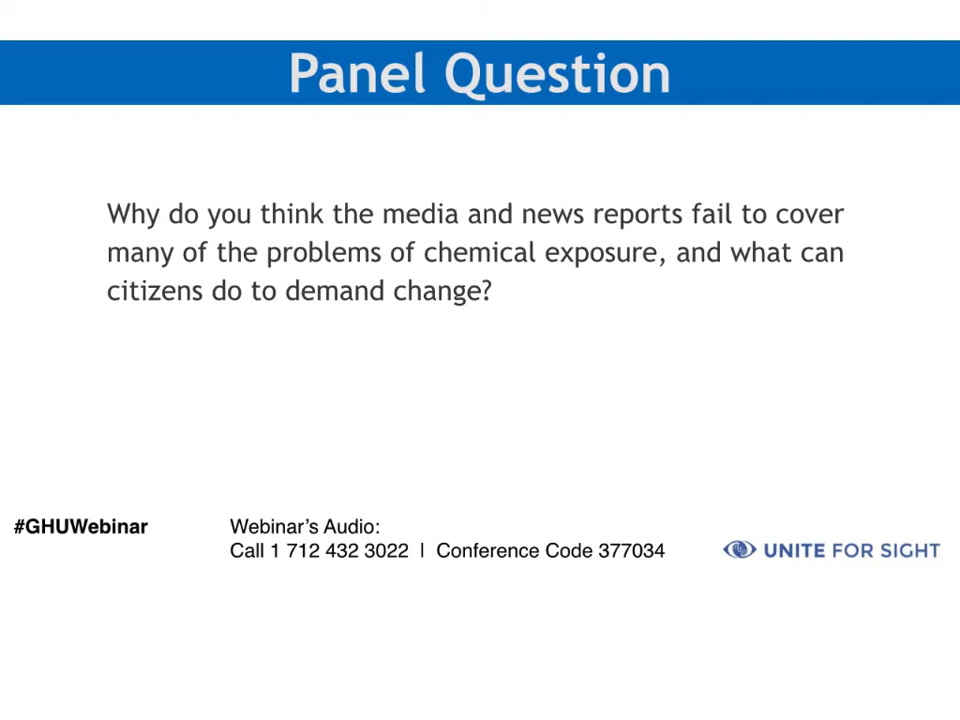 Panel Question
Why do you think the media and news reports fail to cover
many of the problems of chemical exposure, and what can
citizens do to demand change?
#GHUWebinar
Webinar's Audio:
Call 1 712 432 3022 | Conference Code 377034
UNITE FOR SIGHT